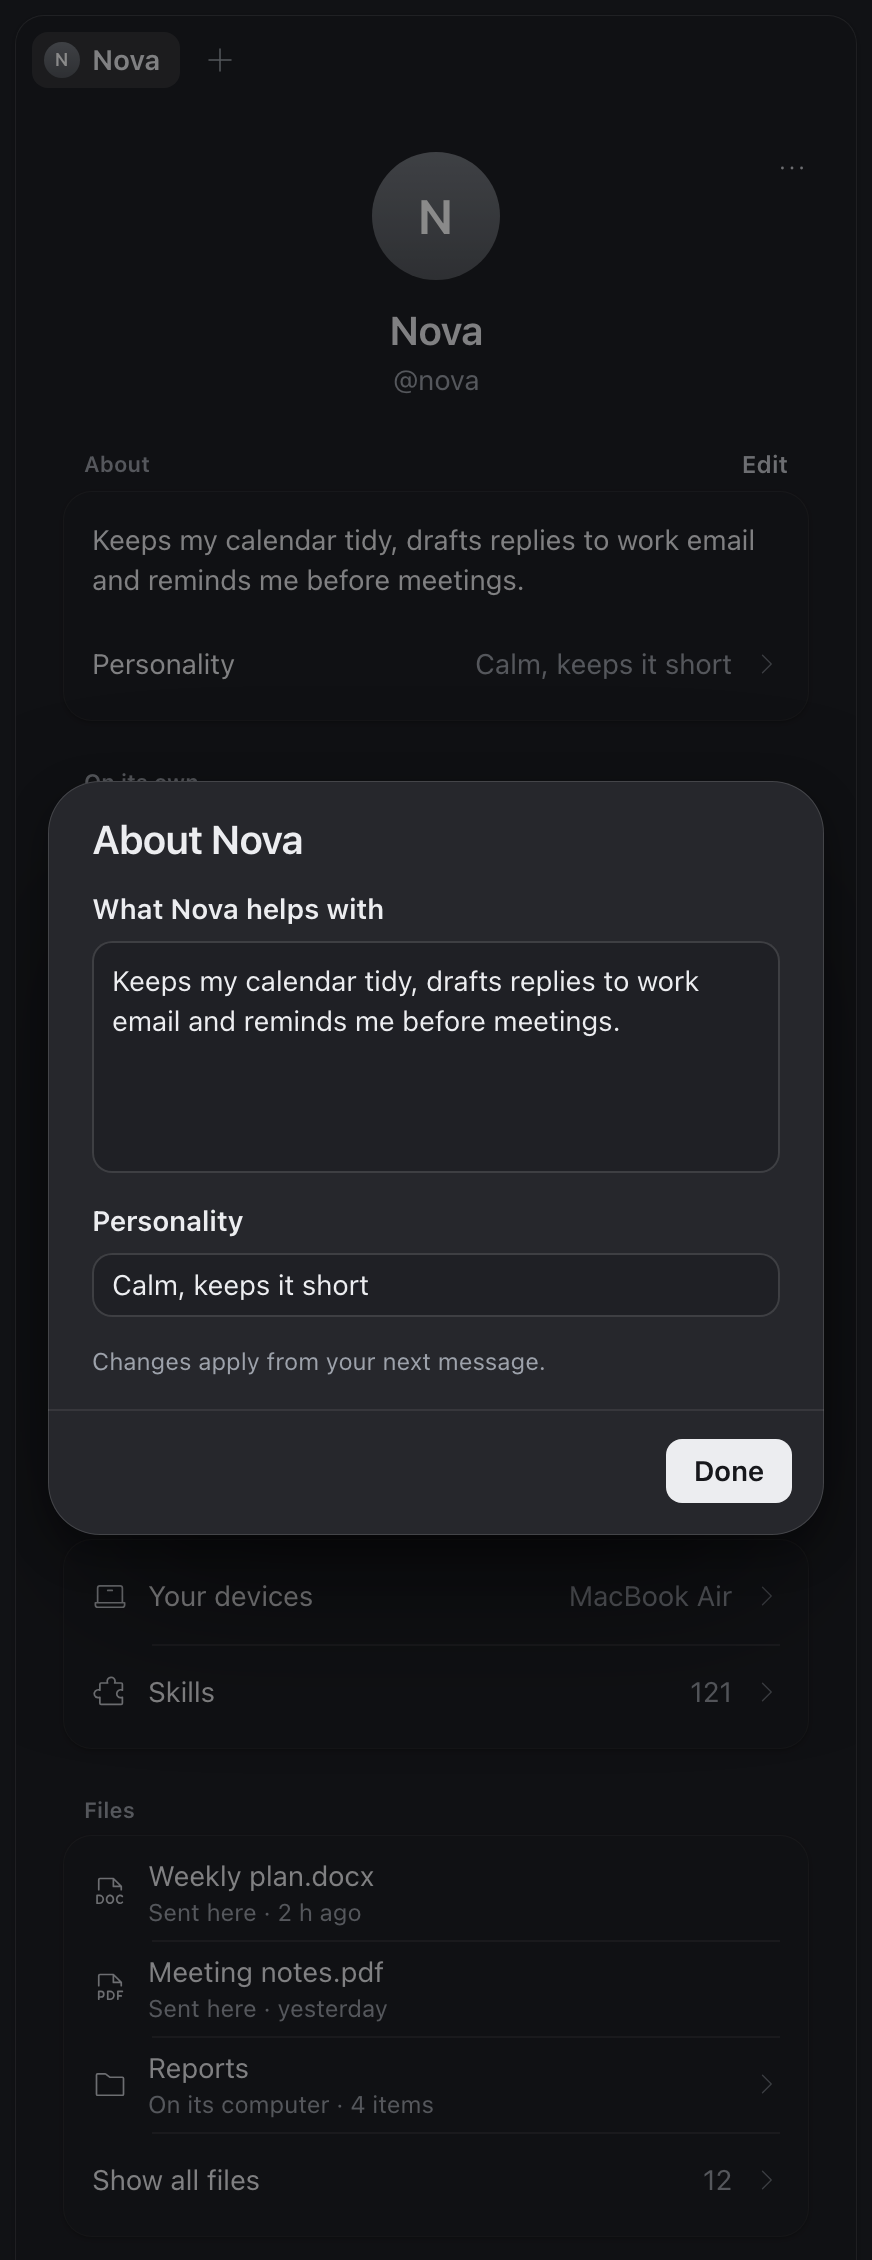 N Nova
...
N
Nova
@nova
About Edit
Keeps my calendar tidy, drafts replies to work email
and reminds me before meetings.
Personality Calm, keeps it short
On its own
About Nova
What Nova helps with
Keeps my calendar tidy, drafts replies to work
email and reminds me before meetings.
Personality
Calm, keeps it short
Changes apply from your next message.
Done
Your devices MacBook Air
Skills 121
Files
DOC Weekly plan.docx
Sent here · 2 h ago
PDF Meeting notes.pdf
Sent here · yesterday
Reports
On its computer · 4 items
Show all files 12